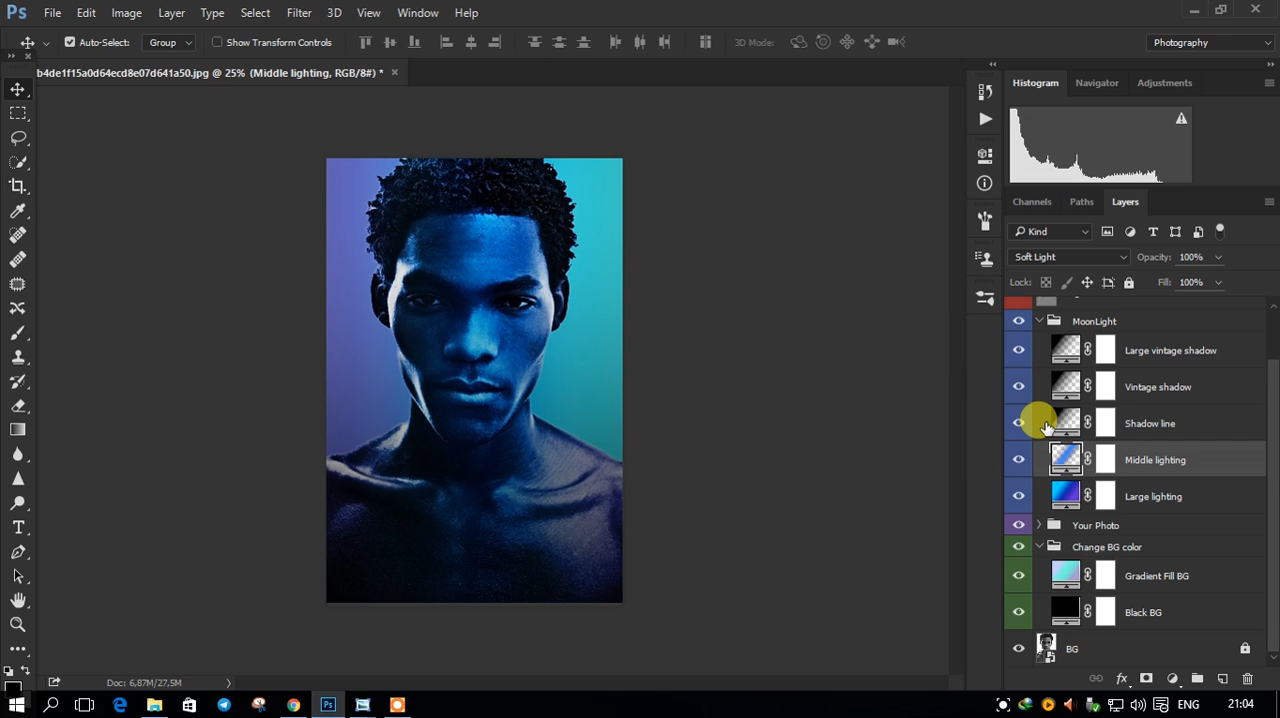 Ps File Edit Image Layer Type Select Filter 3D View Window Help
Auto-Select: Group Show Transform Controls 3D Mode: Photography
b4de1f15a0d64ecd8e07d641a50.jpg @ 25% (Middle lighting, RGB/8#) *
Histogram Navigator Adjustments
Channels Paths Layers
Kind
Soft Light Opacity: 100%
Lock: Fill: 100%
MoonLight
Large vintage shadow
Vintage shadow
Shadow line
Middle lighting
Large lighting
Your Photo
Change BG color
Gradient Fill BG
Black BG
BG
Doc: 6,87M/27,5M
ENG 21:04